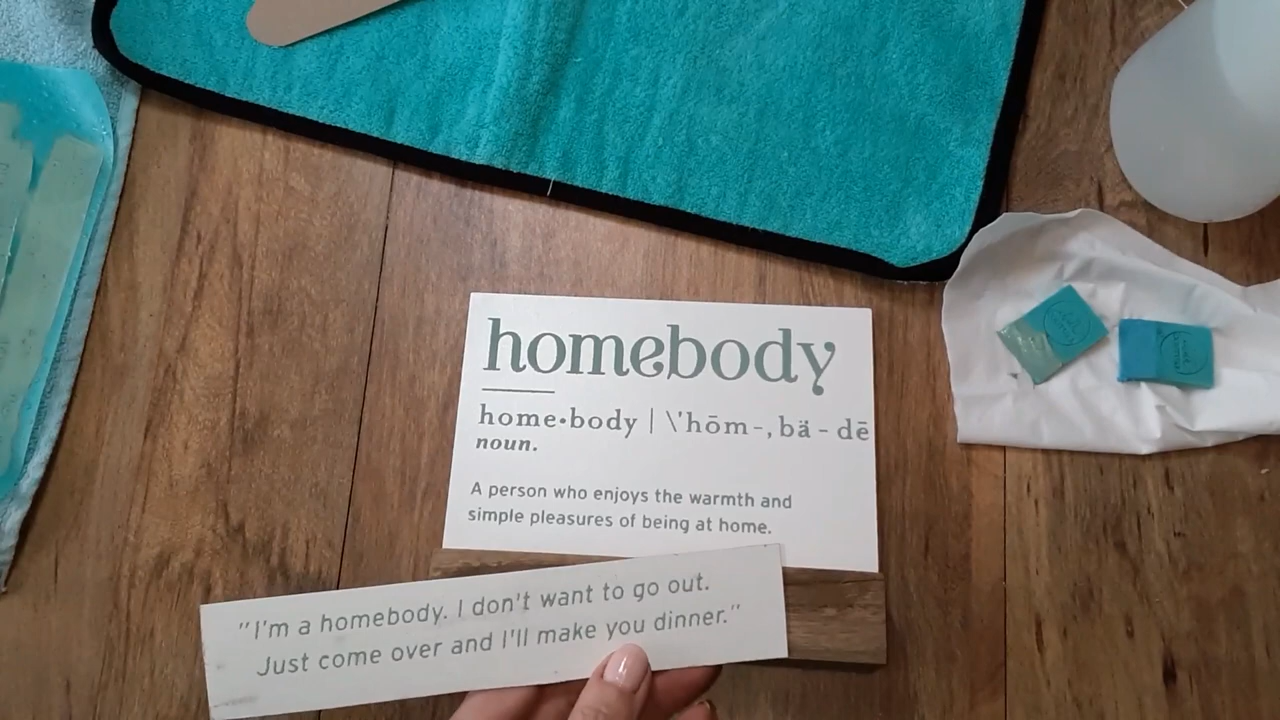 homebody
home•body | \'hōm-,bä-dē
noun.
A person who enjoys the warmth and
simple pleasures of being at home.
"I'm a homebody. I don't want to go out.
Just come over and I'll make you dinner."